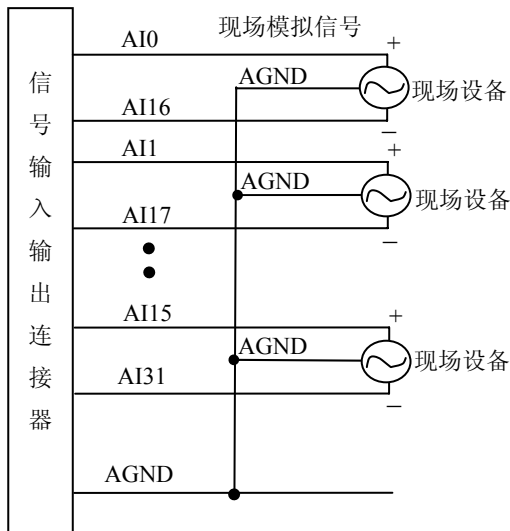 信号输入输出连接器
AI0
现场模拟信号
+
AGND
现场设备
AI16
−
AI1
+
AGND
现场设备
AI17
−
AI15
+
AGND
现场设备
AI31
−
AGND